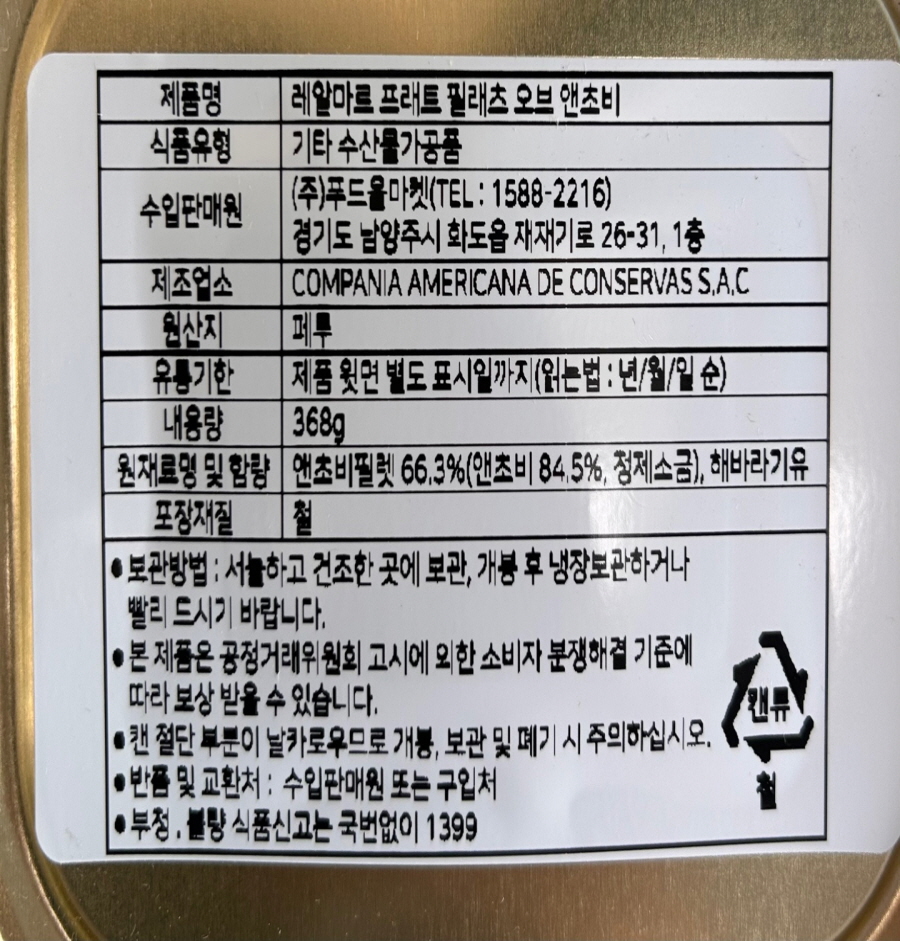 제품명 레알마르 프래트 필래츠 오브 앤초비
식품유형 기타 수산물가공품
수입판매원 (주)푸드올마켓(TEL : 1588-2216)
경기도 남양주시 화도읍 재재기로 26-31, 1층
제조업소 COMPANIA AMERICANA DE CONSERVAS S.A.C
원산지 페루
유통기한 제품 윗면 별도 표시일까지(읽는법 : 년/월/일 순)
내용량 368g
원재료명 및 함량 앤초비필렛 66.3%(앤초비 84.5%, 정제소금), 해바라기유
포장재질 철
● 보관방법 : 서늘하고 건조한 곳에 보관, 개봉 후 냉장보관하거나
빨리 드시기 바랍니다.
● 본 제품은 공정거래위원회 고시에 의한 소비자 분쟁해결 기준에
따라 보상 받을 수 있습니다.
● 캔 절단 부분이 날카로우므로 개봉, 보관 및 폐기 시 주의하십시오.
● 반품 및 교환처 : 수입판매원 또는 구입처
● 부정 . 불량 식품신고는 국번없이 1399
캔류
철